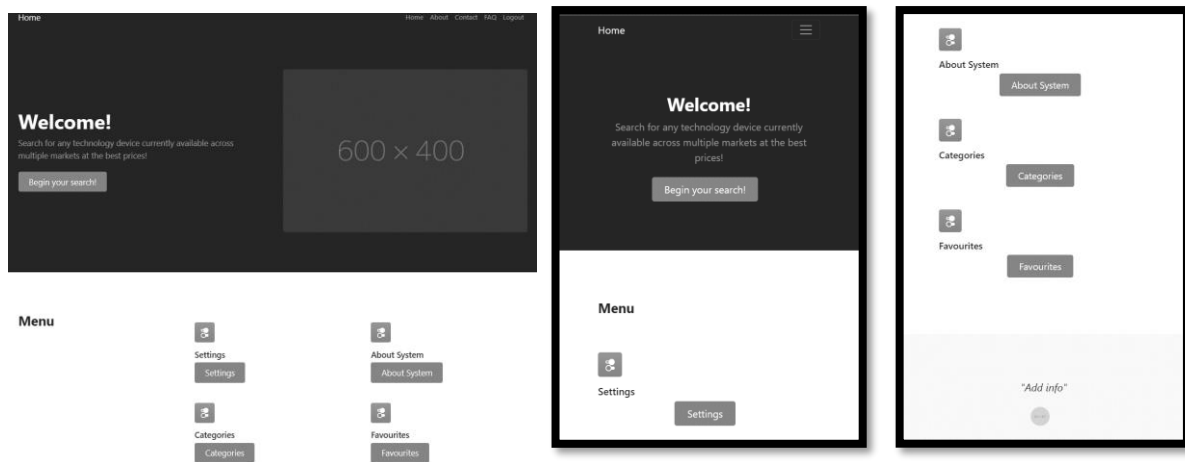 Home
Home About Contact FAQ Logout
Welcome!
Search for any technology device currently available across
multiple markets at the best prices!
Begin your search!
600 × 400
Menu
Settings
Settings
About System
About System
Categories
Categories
Favourites
Favourites
Home
Welcome!
Search for any technology device currently
available across multiple markets at the best
prices!
Begin your search!
Menu
Settings
Settings
About System
About System
Categories
Categories
Favourites
Favourites
"Add info"